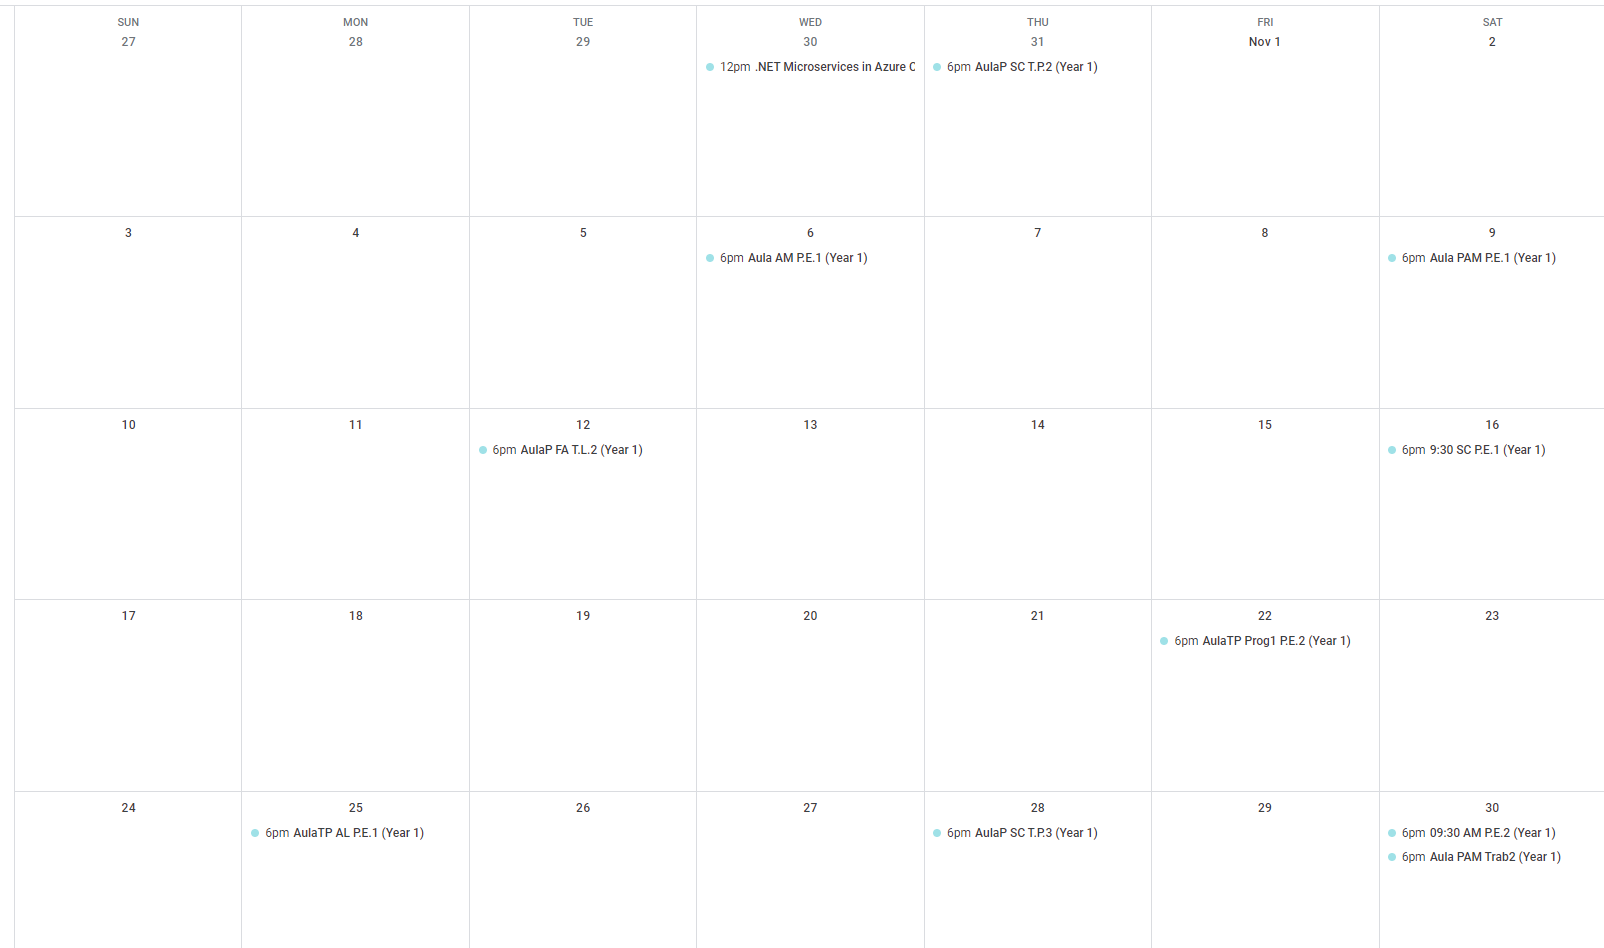 SUN MON TUE WED THU FRI SAT
27 28 29 30 31 Nov 1 2
12pm .NET Microservices in Azure C
6pm AulaP SC T.P.2 (Year 1)
3 4 5 6 7 8 9
6pm Aula AM P.E.1 (Year 1)
6pm Aula PAM P.E.1 (Year 1)
10 11 12 13 14 15 16
6pm AulaP FA T.L.2 (Year 1)
6pm 9:30 SC P.E.1 (Year 1)
17 18 19 20 21 22 23
6pm AulaTP Prog1 P.E.2 (Year 1)
24 25 26 27 28 29 30
6pm AulaTP AL P.E.1 (Year 1)
6pm AulaP SC T.P.3 (Year 1)
6pm 09:30 AM P.E.2 (Year 1)
6pm Aula PAM Trab2 (Year 1)